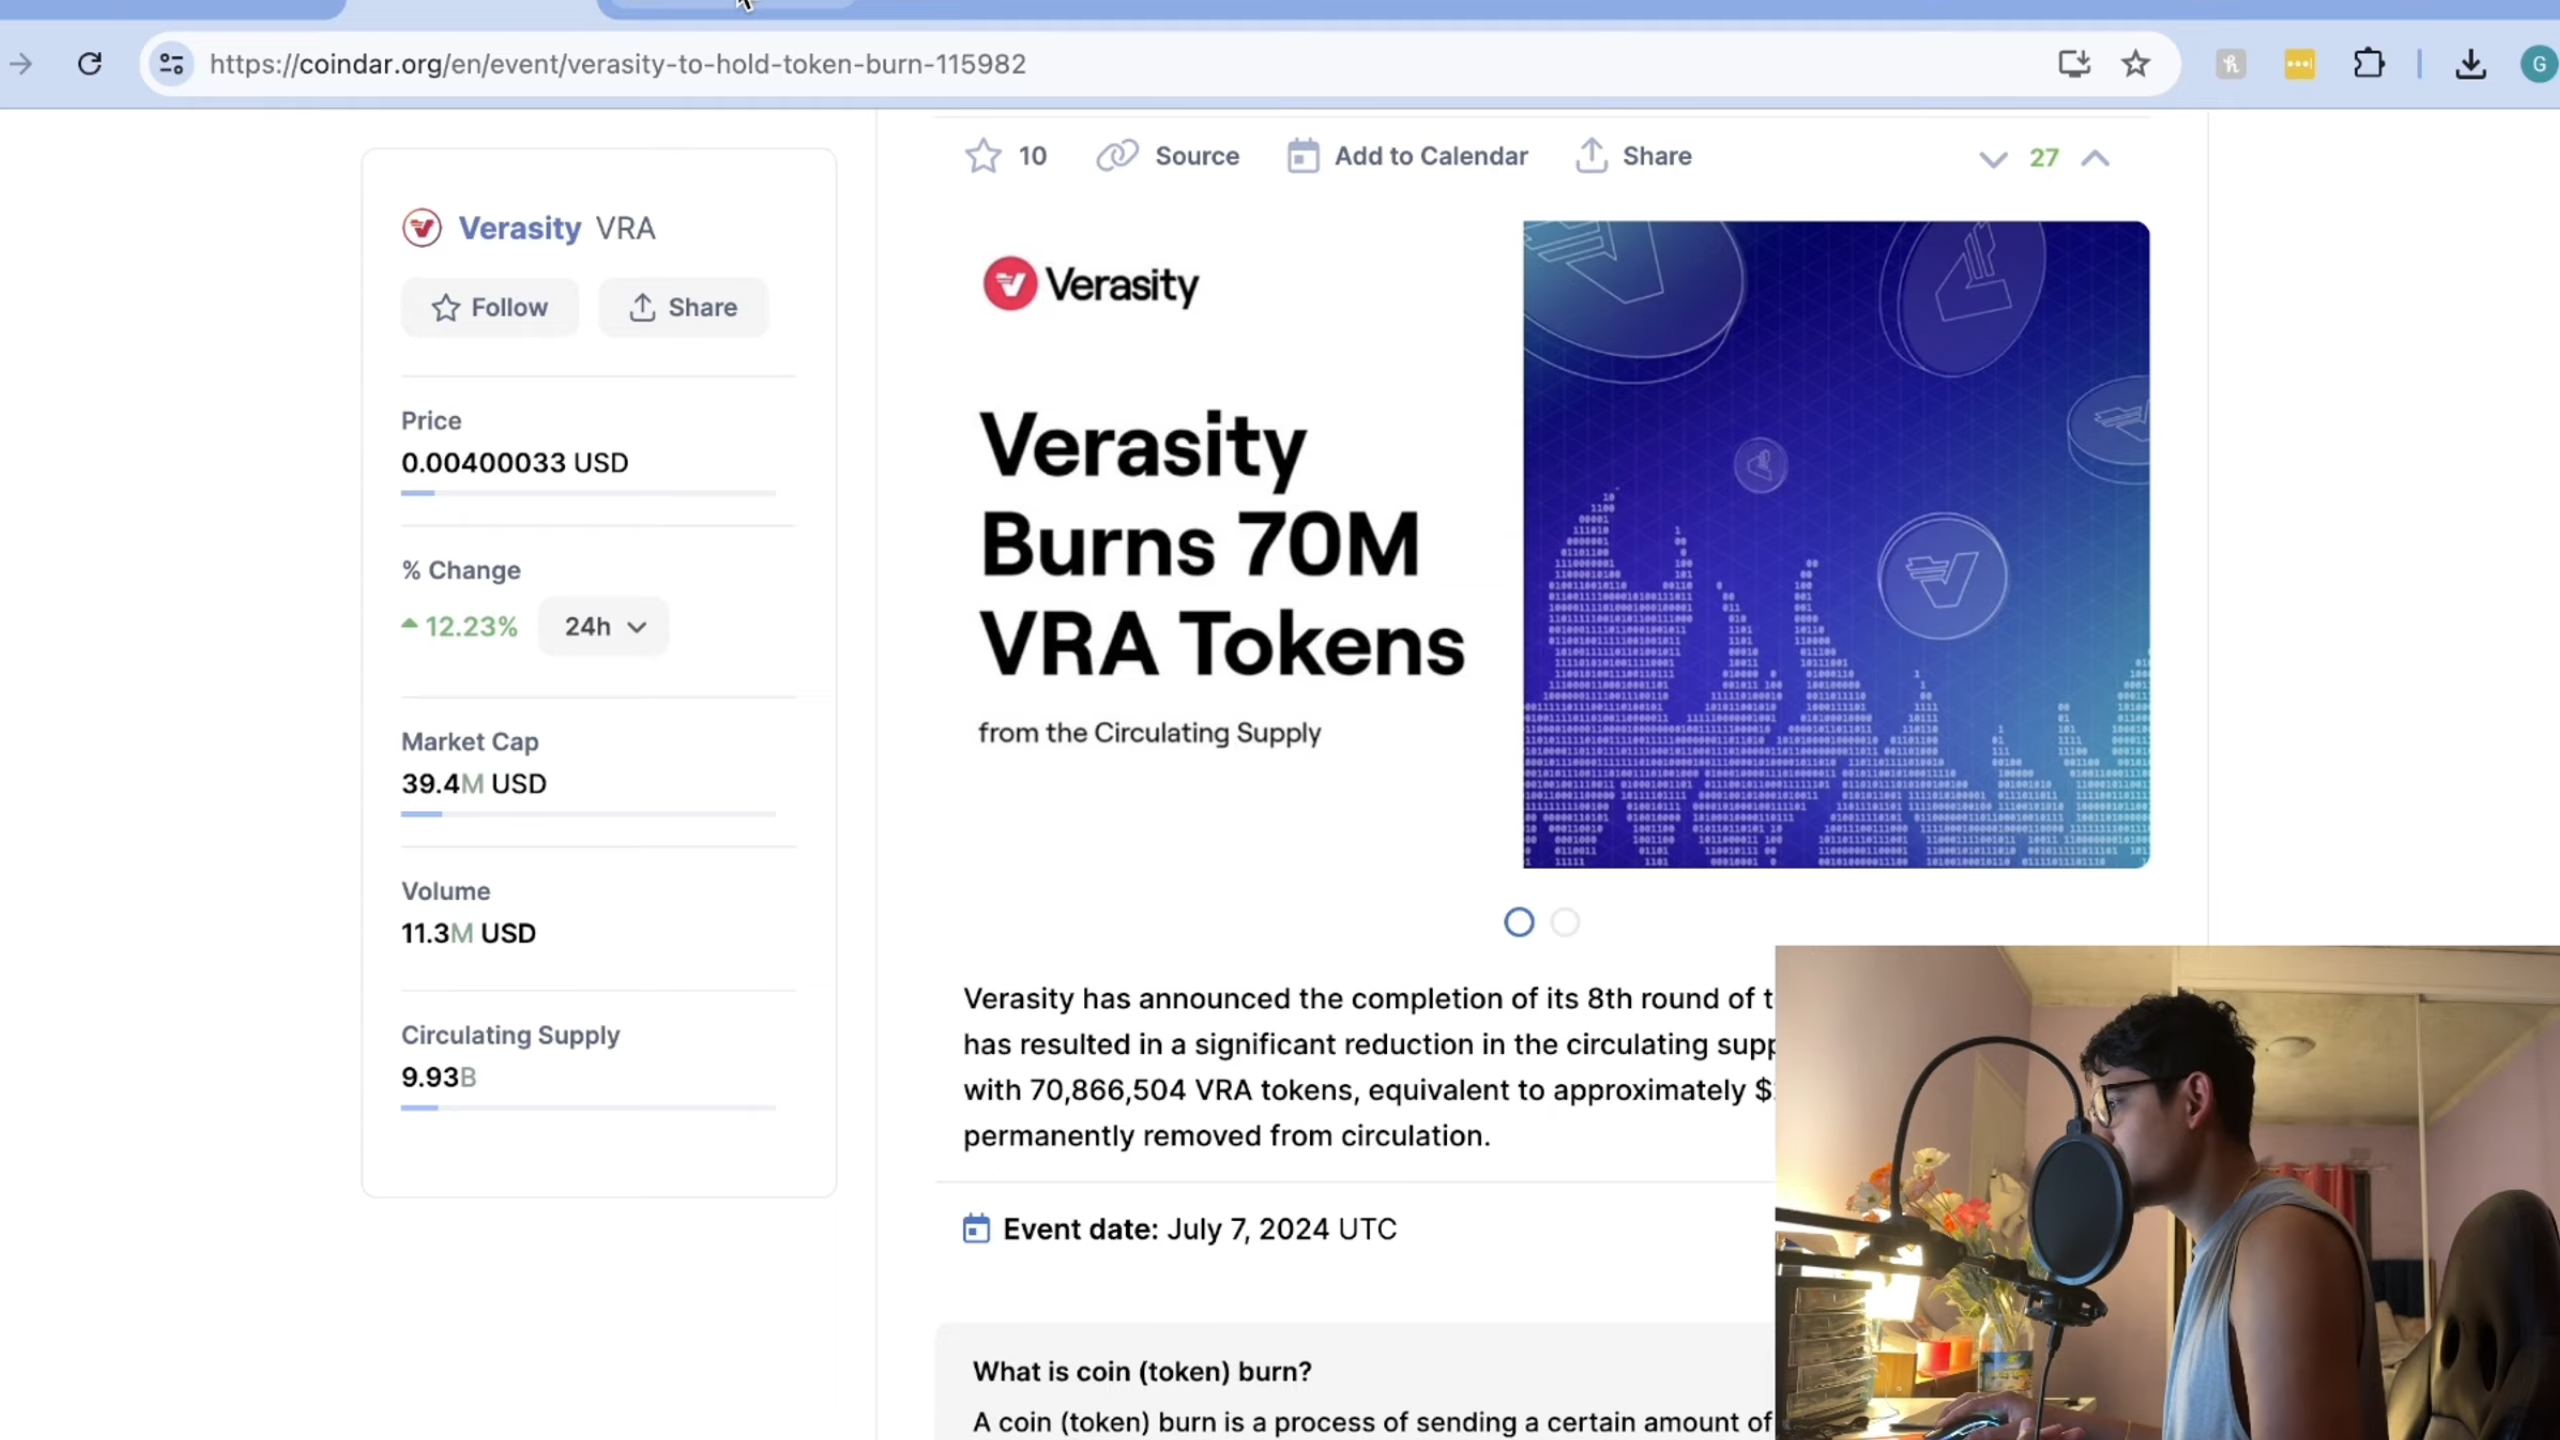 https://coindar.org/en/event/verasity-to-hold-token-burn-115982
G
Verasity VRA
Follow
Share
Price
0.00400033 USD
% Change
12.23%
24h
Market Cap
39.4M USD
Volume
11.3M USD
Circulating Supply
9.93B
10
Source
Add to Calendar
Share
27
Verasity
Verasity
Burns 70M
VRA Tokens
from the Circulating Supply
Verasity has announced the completion of its 8th round of
has resulted in a significant reduction in the circulating
with 70,866,504 VRA tokens, equivalent to approximately $
permanently removed from circulation.
Event date: July 7, 2024 UTC
What is coin (token) burn?
A coin (token) burn is a process of sending a certain amount of